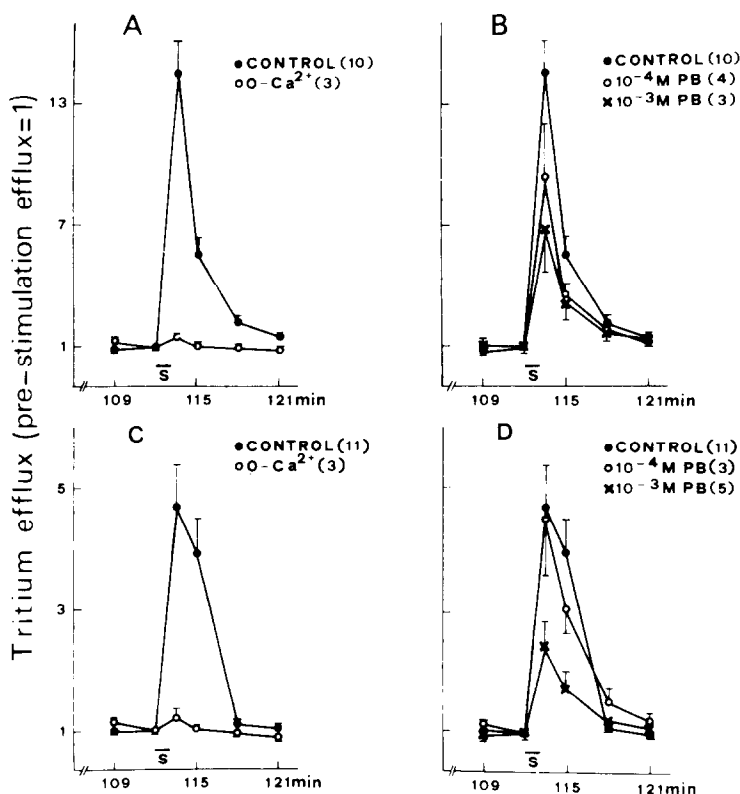 Tritium efflux (pre-stimulation efflux=1)
A
CONTROL(10)
O-Ca²⁺(3)
13
7
1
S
109 115 121min
B
CONTROL(10)
10⁻⁴M PB(4)
10⁻³M PB(3)
S
109 115 121min
C
CONTROL(11)
O-Ca²⁺(3)
5
3
1
S
109 115 121min
D
CONTROL(11)
10⁻⁴M PB(3)
10⁻³M PB(5)
S
109 115 121min